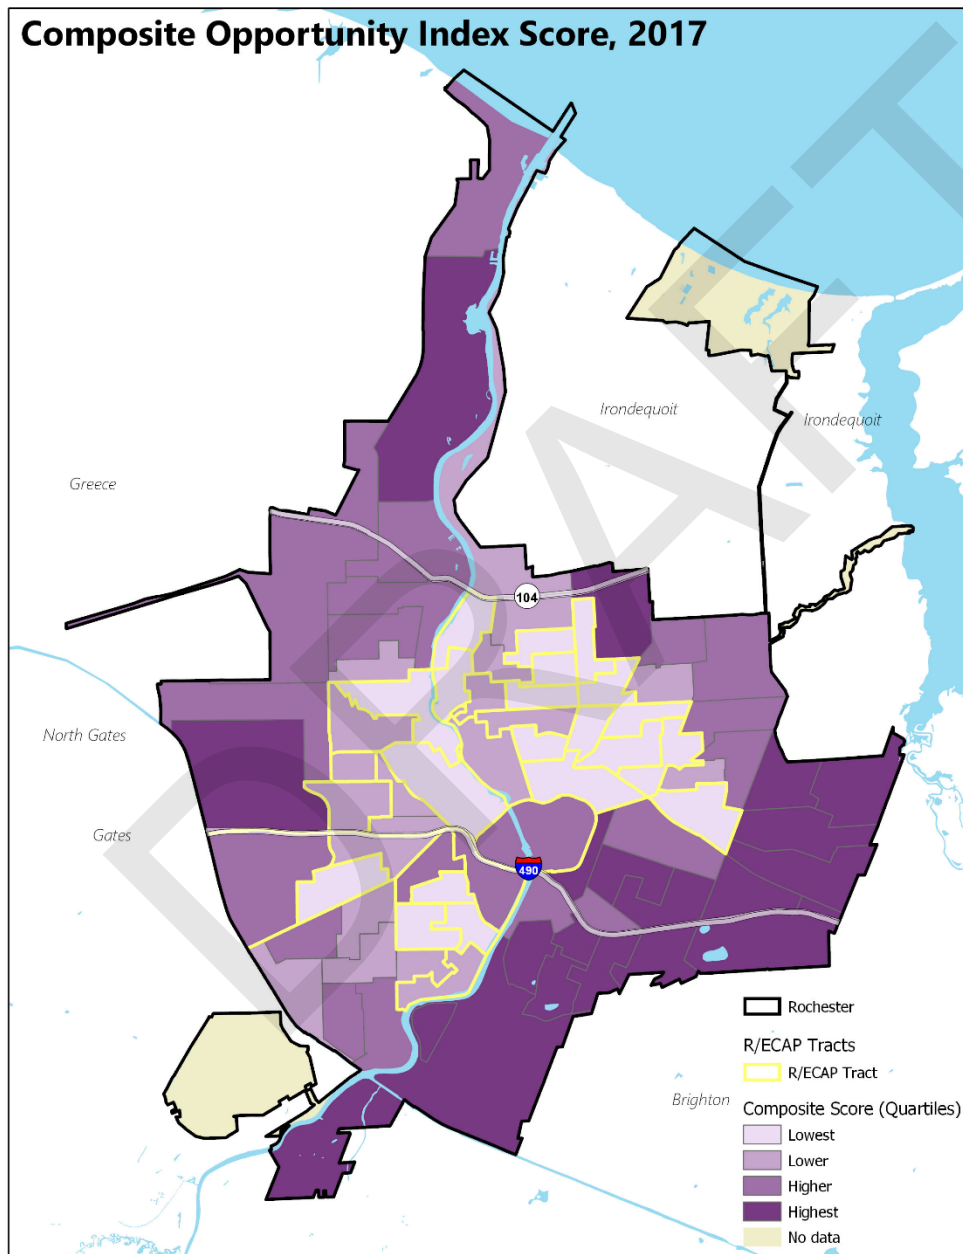 Composite Opportunity Index Score, 2017
DRAFT
Irondequoit
Irondequoit
Greece
104
North Gates
Gates
490
Rochester
R/ECAP Tracts
R/ECAP Tract
Brighton
Composite Score (Quartiles)
Lowest
Lower
Higher
Highest
No data